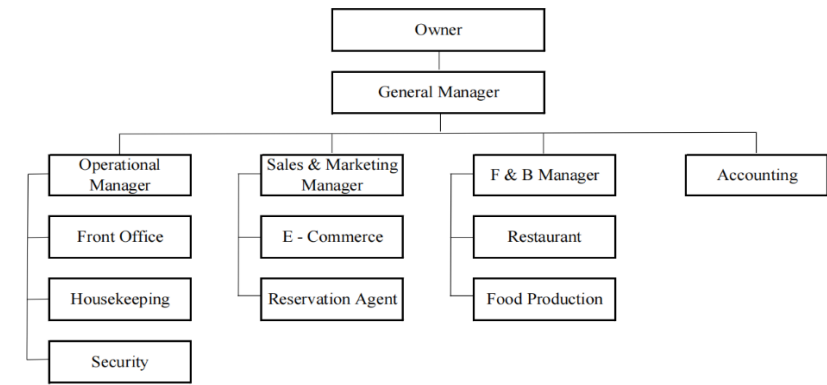 Owner
General Manager
Operational
Manager
Sales & Marketing
Manager
F & B Manager
Accounting
Front Office
E - Commerce
Restaurant
Housekeeping
Reservation Agent
Food Production
Security